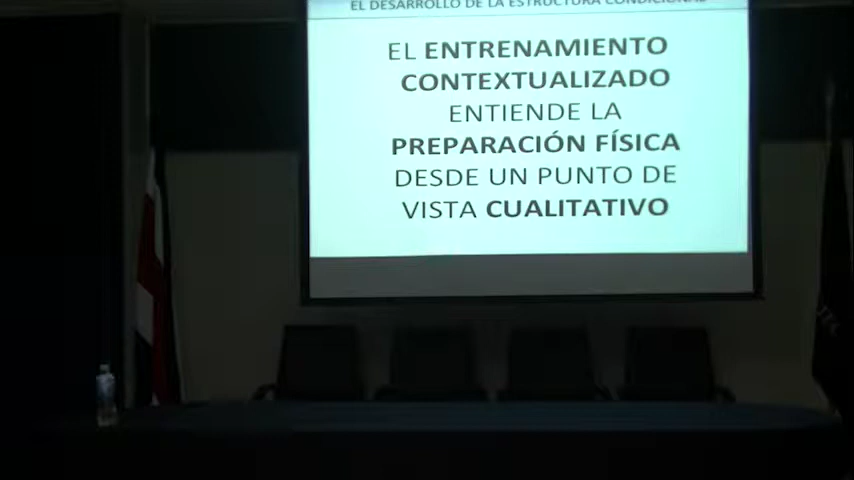 EL DESARROLLO DE LA ESTRUCTURA CONDICIONAL
EL ENTRENAMIENTO
CONTEXTUALIZADO
ENTIENDE LA
PREPARACIÓN FÍSICA
DESDE UN PUNTO DE
VISTA CUALITATIVO